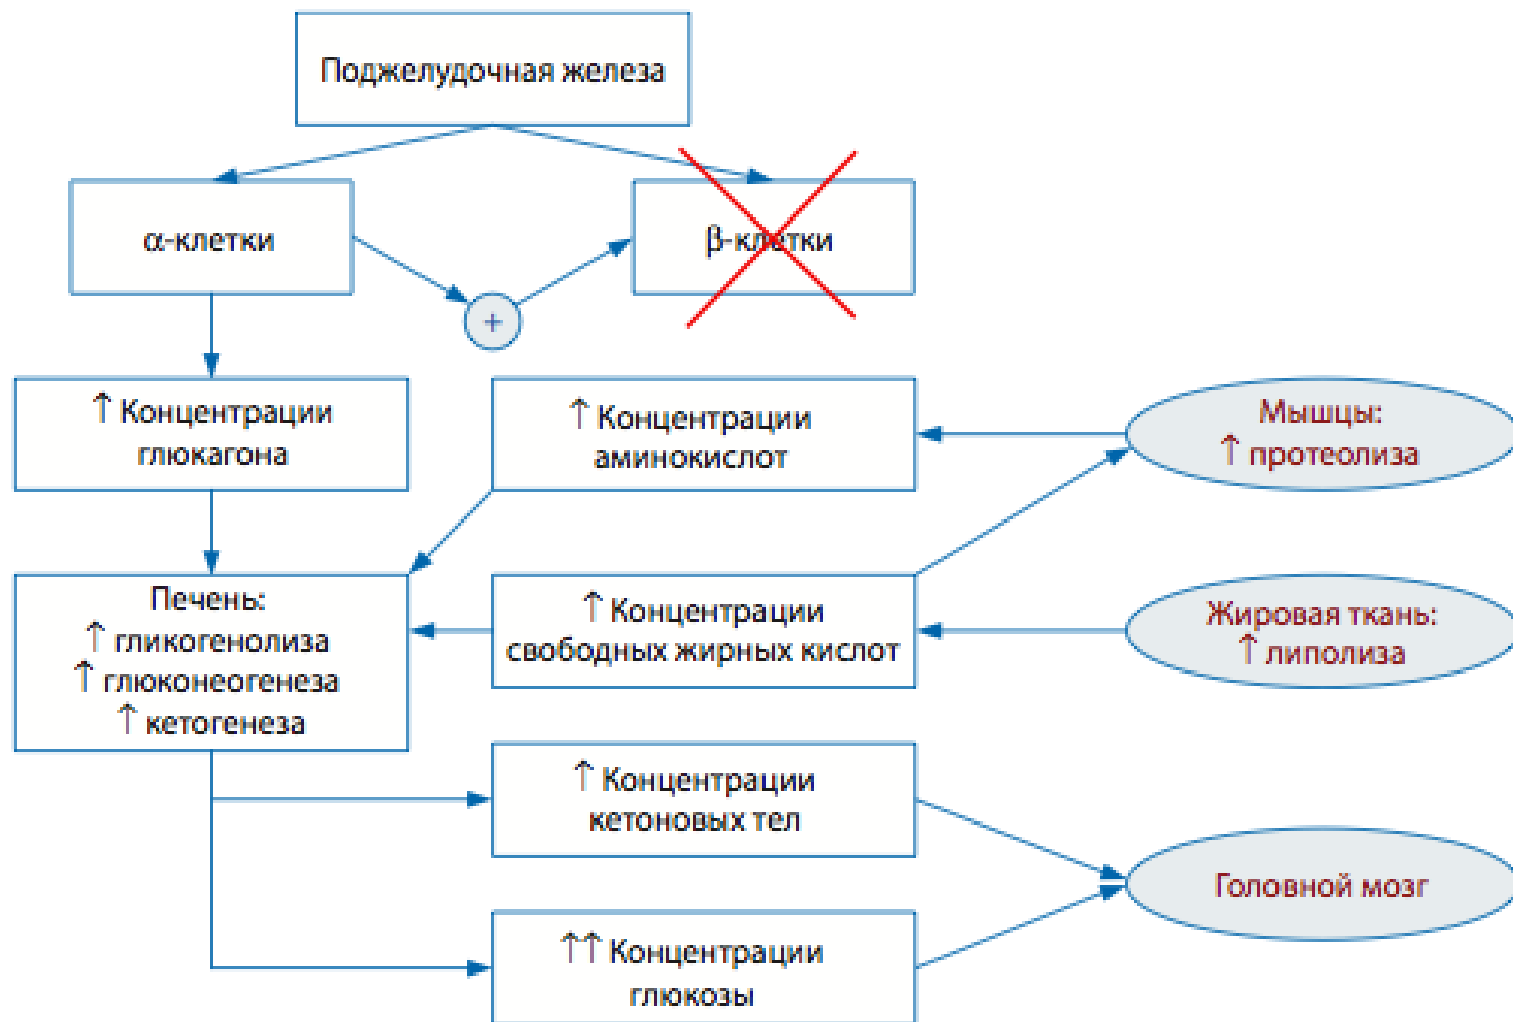 Поджелудочная железа
α-клетки
β-клетки
+
↑ Концентрации
глюкагона
↑ Концентрации
аминокислот
Мышцы:
↑ протеолиза
Печень:
↑ гликогенолиза
↑ глюконеогенеза
↑ кетогенеза
↑ Концентрации
свободных жирных кислот
Жировая ткань:
↑ липолиза
↑ Концентрации
кетоновых тел
Головной мозг
↑↑ Концентрации
глюкозы